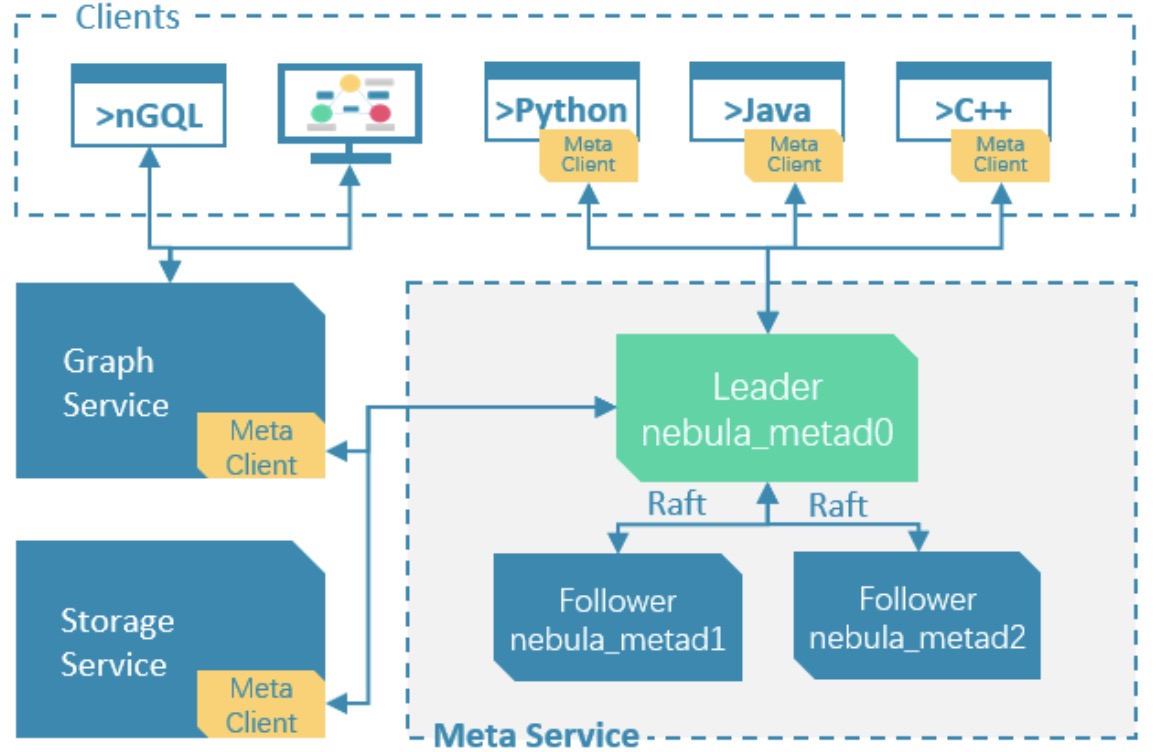 Clients
>nGQL
>Python
Meta
Client
>Java
Meta
Client
>C++
Meta
Client
Graph
Service
Meta
Client
Leader
nebula_metad0
Raft
Raft
Follower
nebula_metad1
Follower
nebula_metad2
Storage
Service
Meta
Client
Meta Service